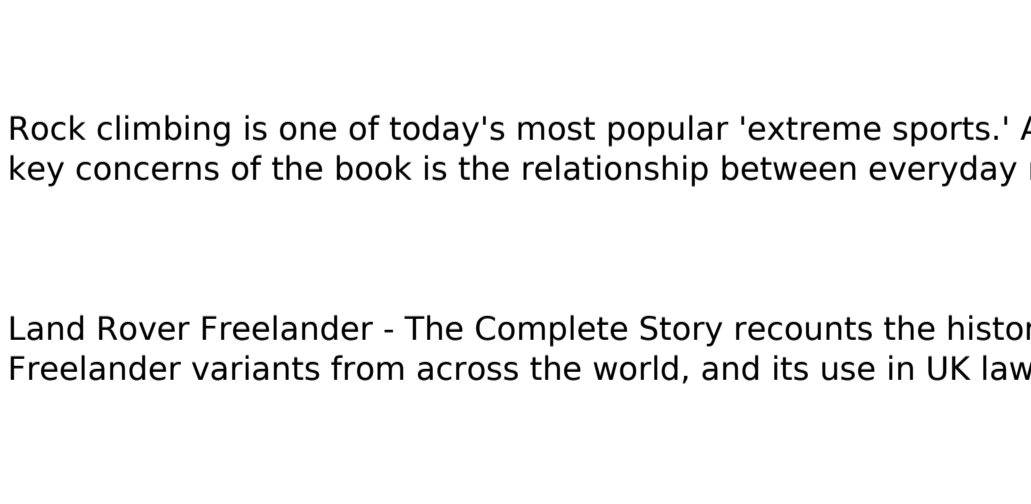 Rock climbing is one of today's most popular 'extreme sports.'
key concerns of the book is the relationship between everyday
Land Rover Freelander - The Complete Story recounts the
Freelander variants from across the world, and its use in UK